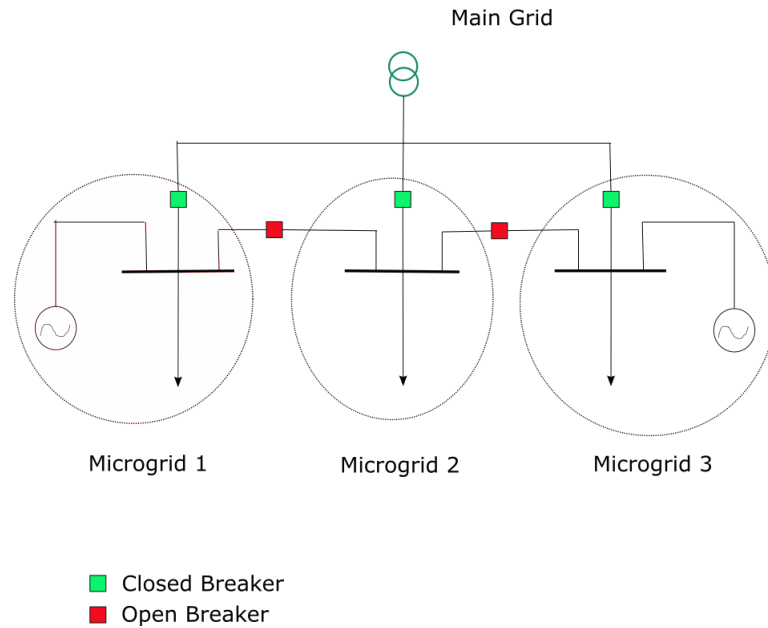 Main Grid
Microgrid 1
Microgrid 2
Microgrid 3
Closed Breaker
Open Breaker